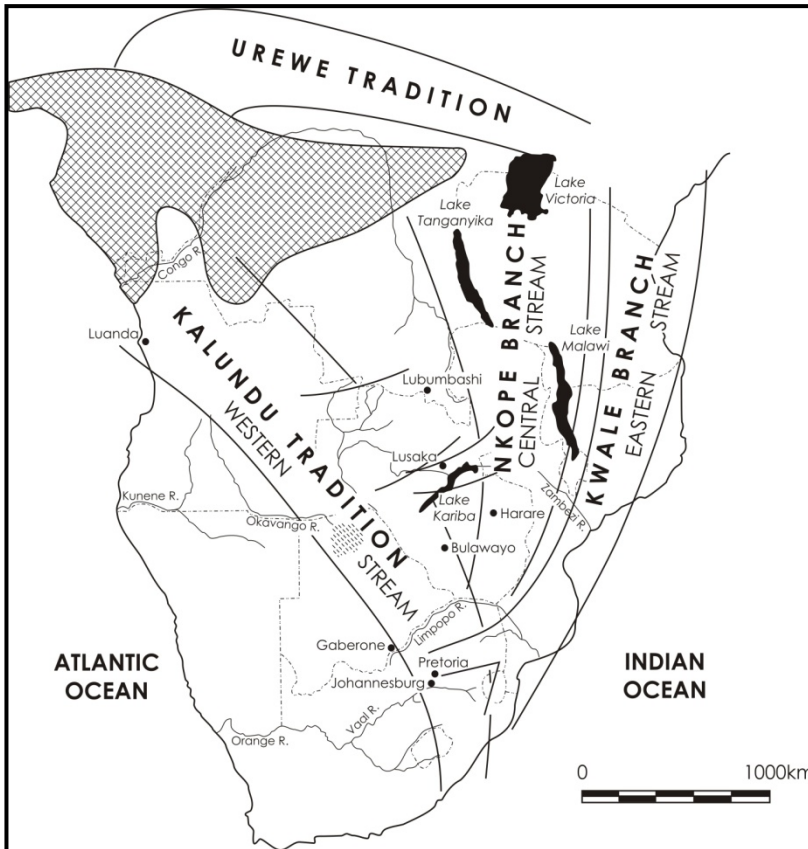 UREWE TRADITION
Lake
Victoria
Lake
Tanganyika
Congo R.
NKOPE BRANCH
CENTRAL STREAM
KWALE BRANCH
EASTERN STREAM
Luanda
KALUNDU TRADITION
WESTERN STREAM
Lake
Malawi
Lubumbashi
Lusaka
Lake
Kariba
Zambezi R.
Kunene R.
Okavango R.
Harare
Bulawayo
Limpopo R.
Gaberone
Pretoria
Johannesburg
ATLANTIC
OCEAN
INDIAN
OCEAN
Vaal R.
Orange R.
0 1000km